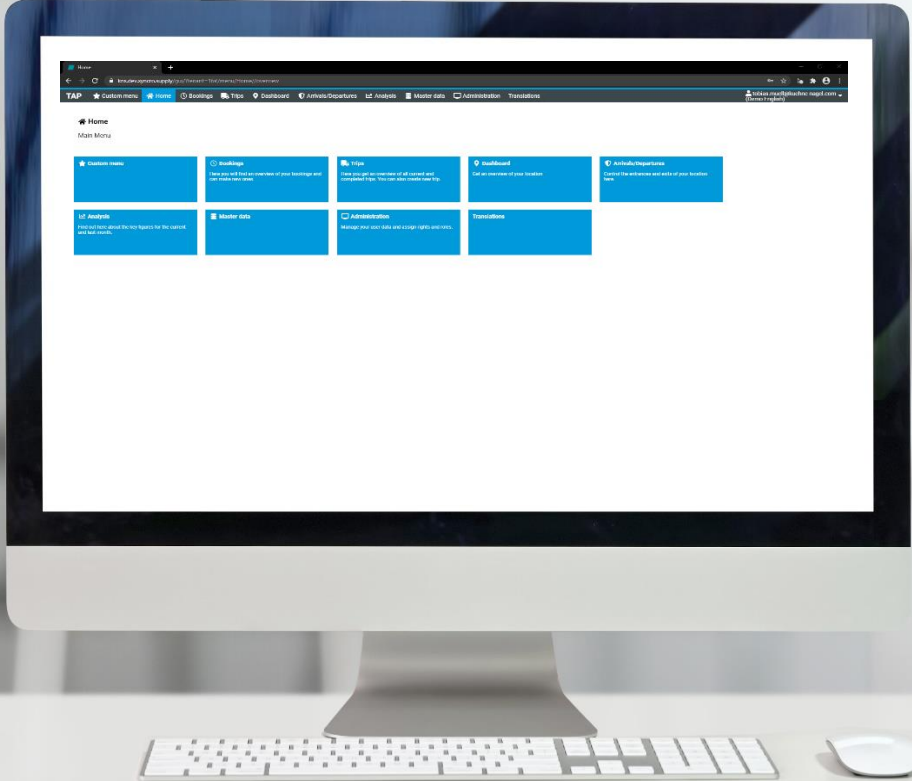 Home
TAP Custom menu Home Bookings Trips Dashboard Arrivals/Departures Analysis Master data Administration Translations
(Demo English)
Home
Main Menu
Custom menu
Bookings
Here you will find an overview of your bookings and
can make new ones.
Trips
Here you get an overview of all current and
completed trips. You can also create new trip.
Dashboard
Get an overview of your location
Arrivals/Departures
Control the entrances and exits of your location
here.
Analysis
Find out here about the key figures for the current
and last month.
Master data
Administration
Manage your user data and assign rights and roles.
Translations